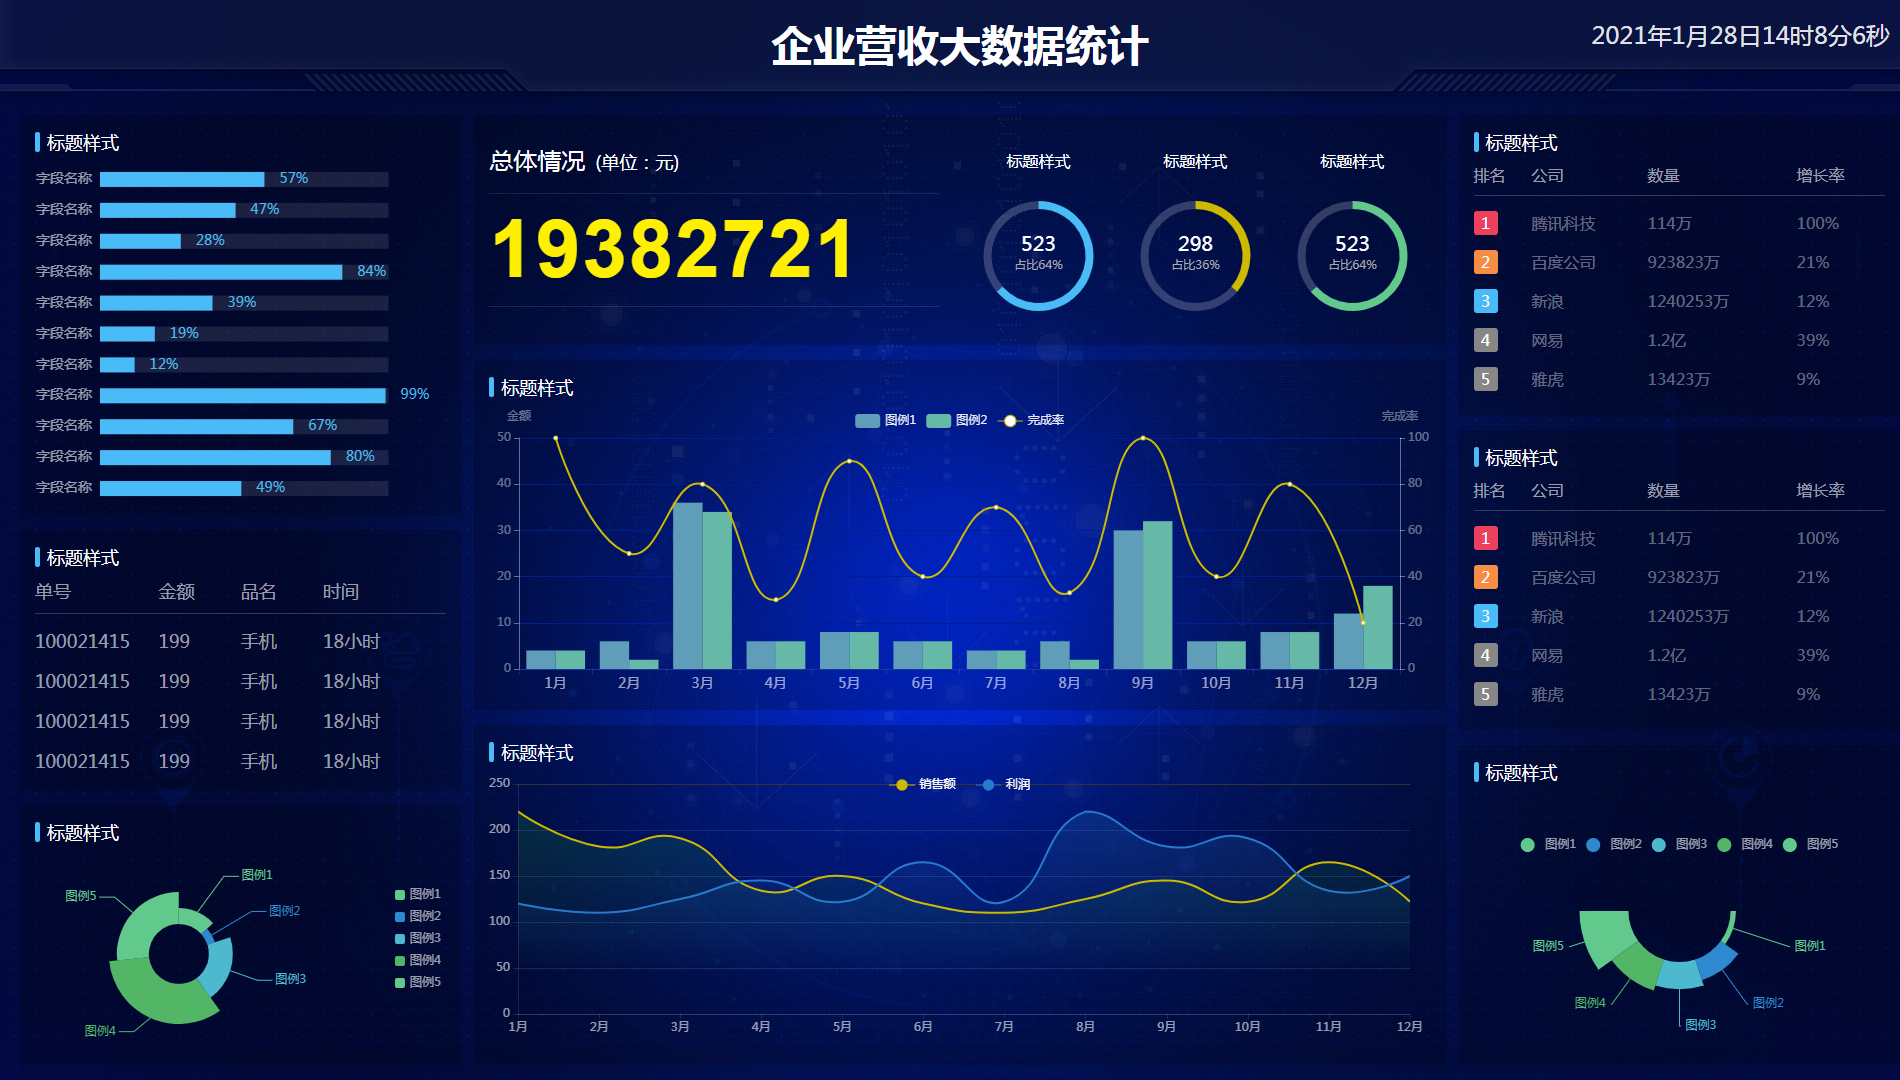 企业营收大数据统计
2021年1月28日14时8分6秒
标题样式
字段名称 57%
字段名称 47%
字段名称 28%
字段名称 84%
字段名称 39%
字段名称 19%
字段名称 12%
字段名称 99%
字段名称 67%
字段名称 80%
字段名称 49%
标题样式
单号 金额 品名 时间
100021415 199 手机 18小时
100021415 199 手机 18小时
100021415 199 手机 18小时
100021415 199 手机 18小时
标题样式
图例1
图例2
图例3
图例4
图例5
图例1
图例2
图例3
图例4
图例5
总体情况 (单位：元)
19382721
标题样式
523
占比64%
标题样式
298
占比36%
标题样式
523
占比64%
标题样式
图例1 图例2 完成率
金额
50
40
30
20
10
0
完成率
100
80
60
40
20
0
1月 2月 3月 4月 5月 6月 7月 8月 9月 10月 11月 12月
标题样式
销售额 利润
250
200
150
100
50
0
1月 2月 3月 4月 5月 6月 7月 8月 9月 10月 11月 12月
标题样式
排名 公司 数量 增长率
1 腾讯科技 114万 100%
2 百度公司 923823万 21%
3 新浪 1240253万 12%
4 网易 1.2亿 39%
5 雅虎 13423万 9%
标题样式
排名 公司 数量 增长率
1 腾讯科技 114万 100%
2 百度公司 923823万 21%
3 新浪 1240253万 12%
4 网易 1.2亿 39%
5 雅虎 13423万 9%
标题样式
图例1 图例2 图例3 图例4 图例5
图例5
图例1
图例4
图例2
图例3